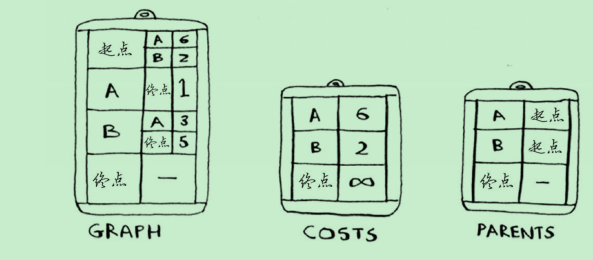 起点 A 6
B 2
A 终点 1
B A 3
终点 5
终点 —
GRAPH
A 6
B 2
终点 ∞
COSTS
A 起点
B 起点
终点 —
PARENTS